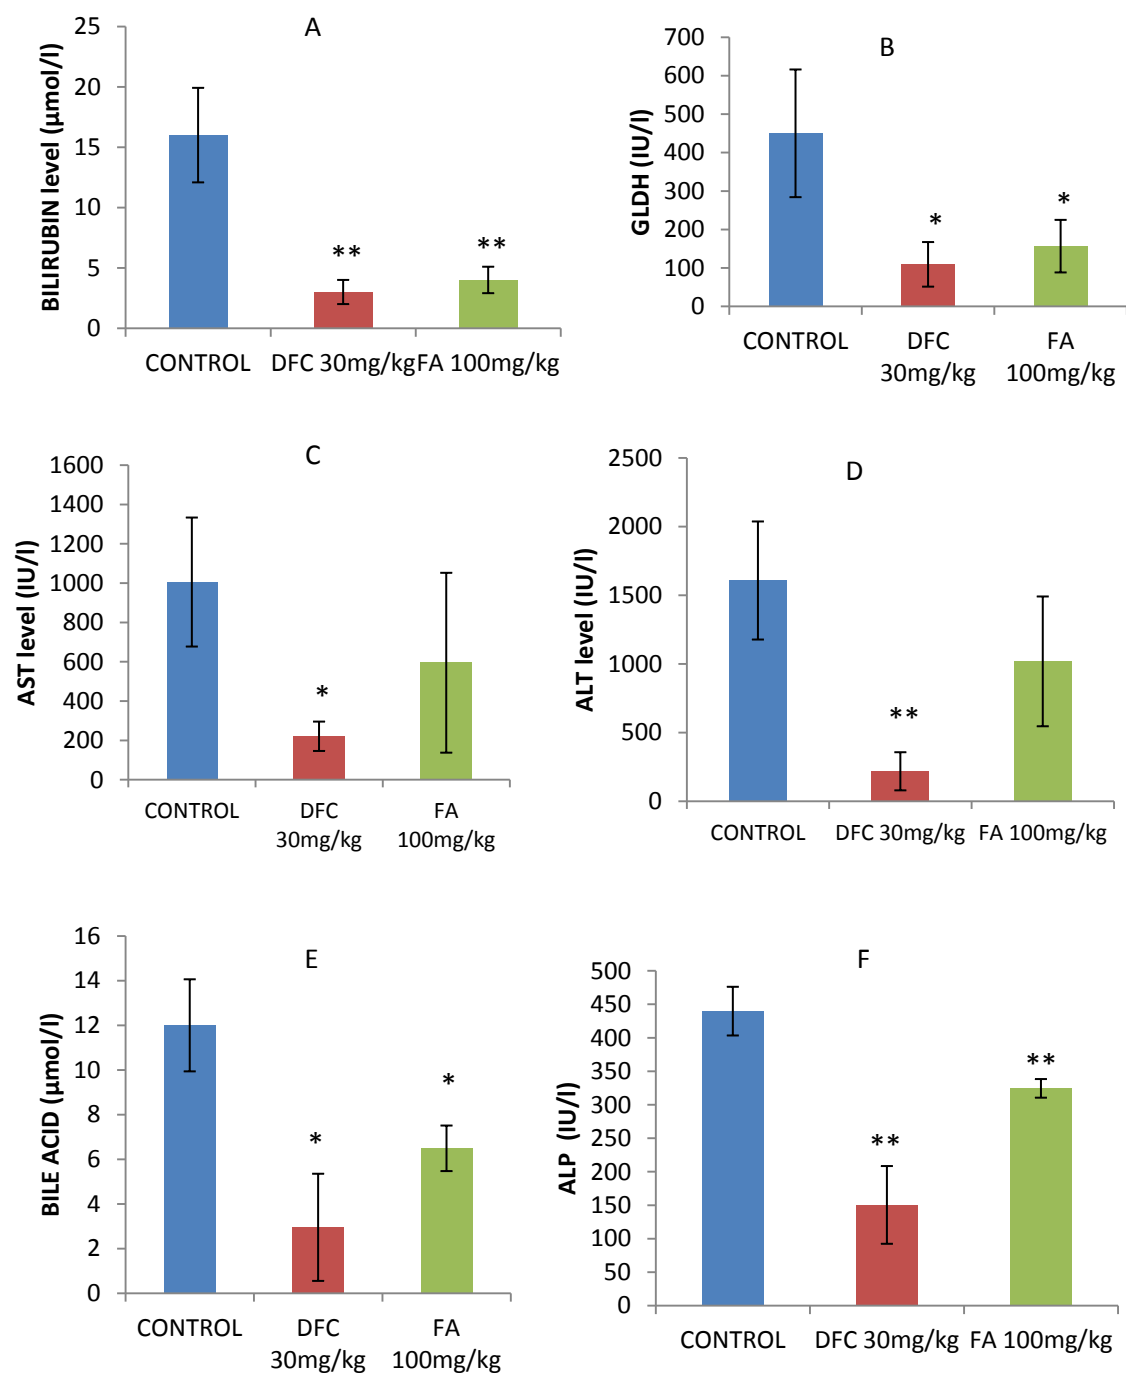 A
BILIRUBIN level (µmol/l)
25
20
15
10
5
0
**
**
CONTROL
DFC 30mg/kg
FA 100mg/kg
B
GLDH (IU/l)
700
600
500
400
300
200
100
0
*
*
CONTROL
DFC
30mg/kg
FA
100mg/kg
C
AST level (IU/l)
1600
1400
1200
1000
800
600
400
200
0
*
CONTROL
DFC
30mg/kg
FA
100mg/kg
D
ALT level (IU/l)
2500
2000
1500
1000
500
0
**
CONTROL
DFC 30mg/kg
FA 100mg/kg
E
BILE ACID (µmol/l)
16
14
12
10
8
6
4
2
0
*
*
CONTROL
DFC
30mg/kg
FA
100mg/kg
F
ALP (IU/l)
500
450
400
350
300
250
200
150
100
50
0
**
**
CONTROL
DFC 30mg/kg
FA 100mg/kg